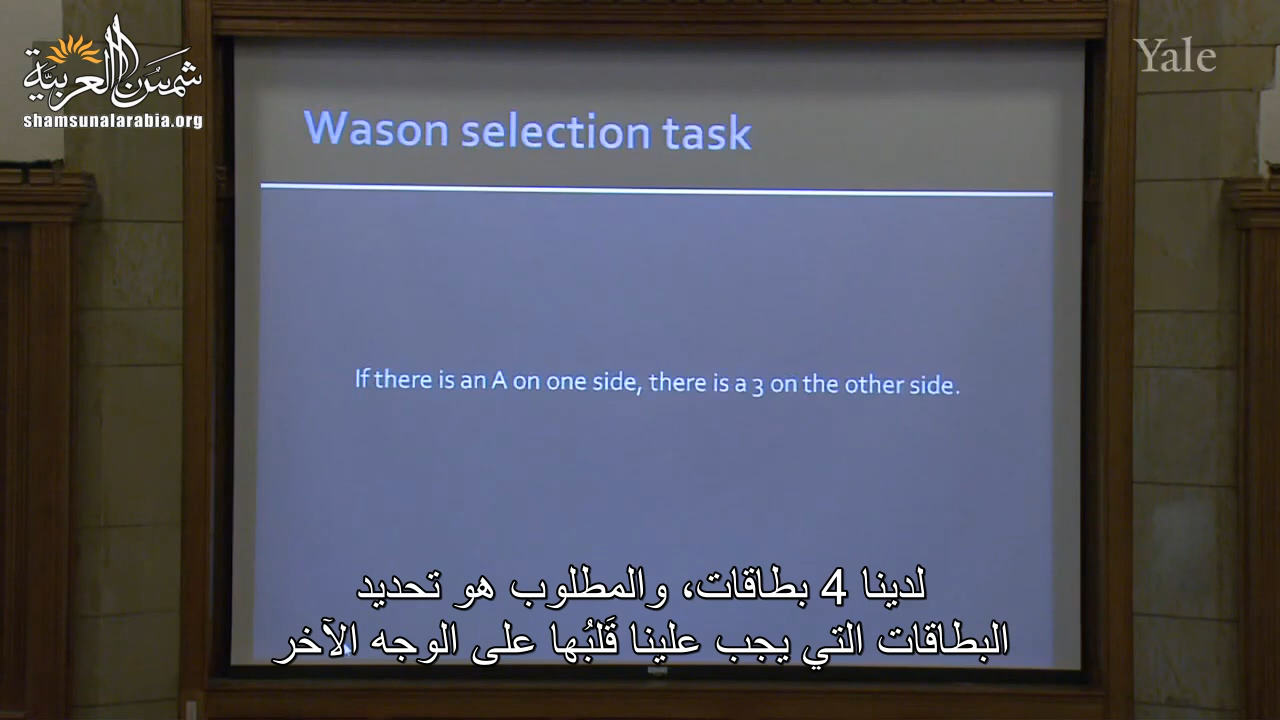 شمس العربية
shamsunalarabia.org
Yale
Wason selection task
If there is an A on one side, there is a 3 on the other side.
لدينا 4 بطاقات، والمطلوب هو تحديد
البطاقات التي يجب علينا قَلبُها على الوجه الآخر